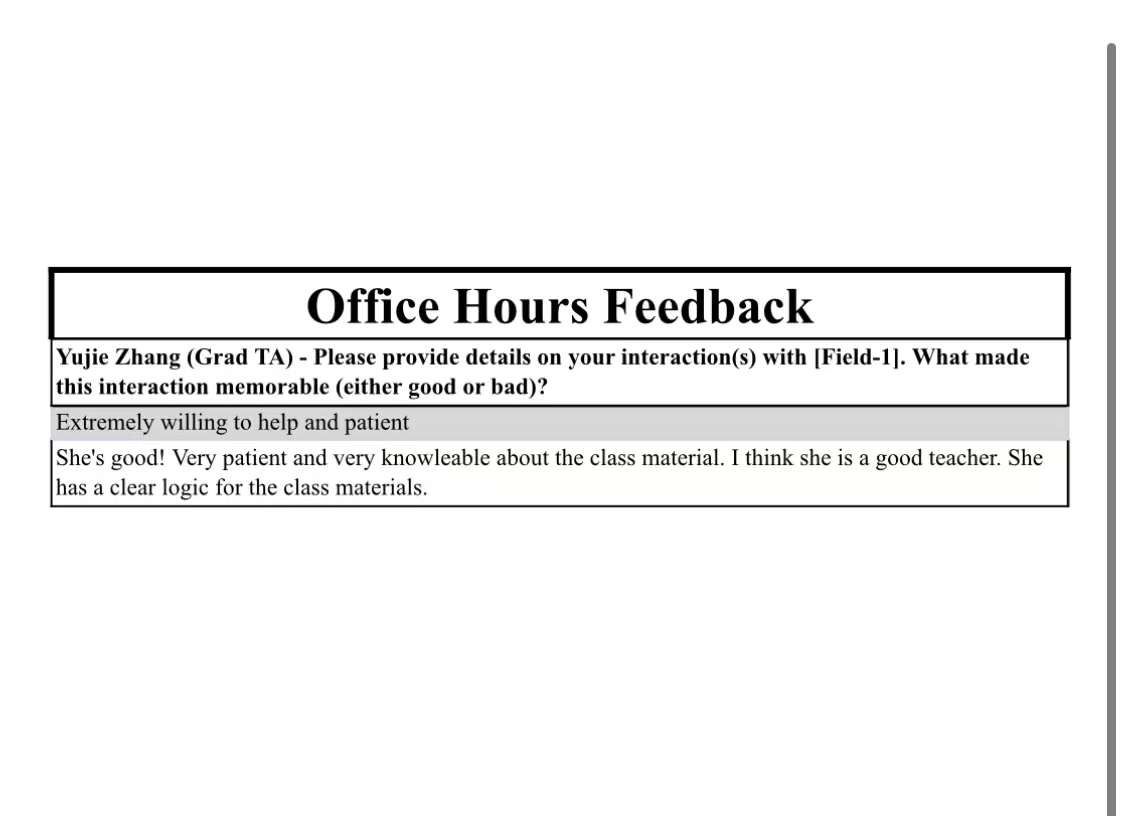 Office Hours Feedback
Yujie Zhang (Grad TA) - Please provide details on your interaction(s) with [Field-1]. What made
this interaction memorable (either good or bad)?
Extremely willing to help and patient
She's good! Very patient and very knowleable about the class material. I think she is a good teacher. She
has a clear logic for the class materials.